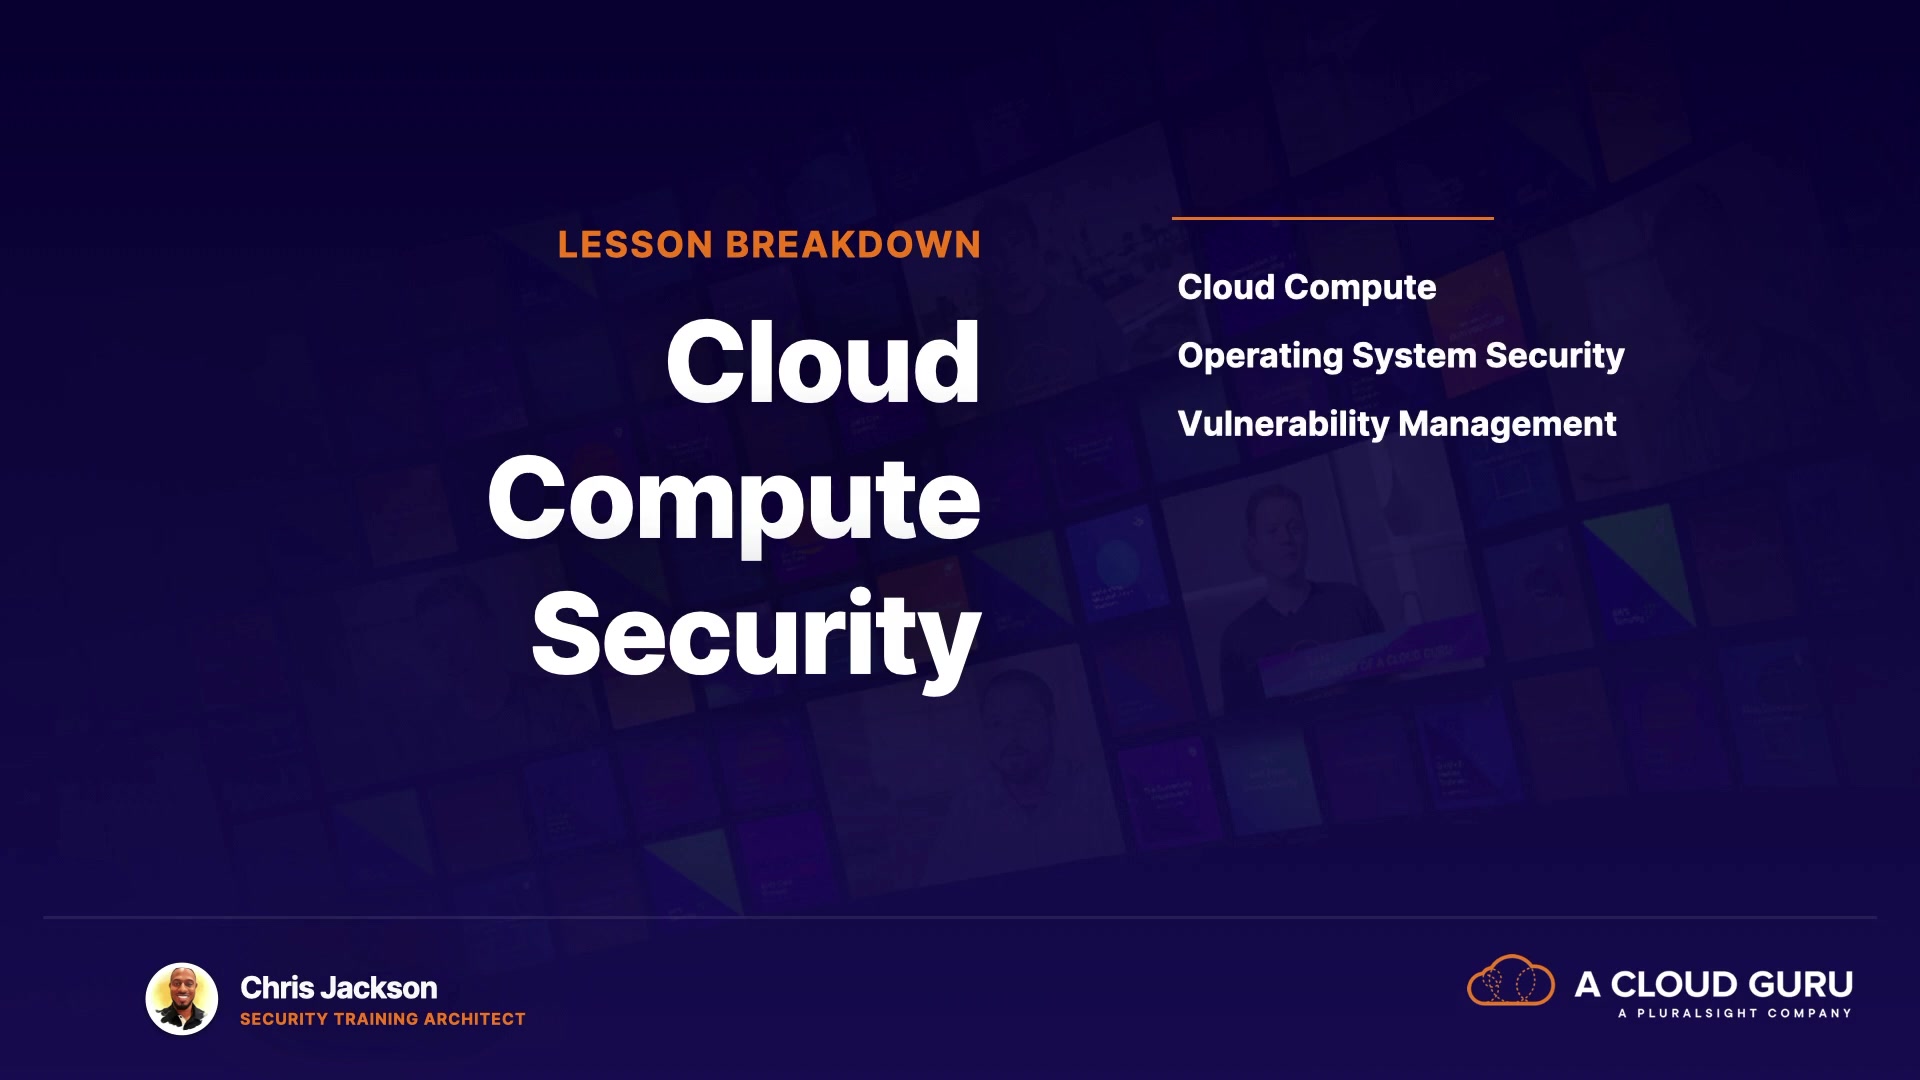 LESSON BREAKDOWN
Cloud
Compute
Security
Cloud Compute
Operating System Security
Vulnerability Management
Chris Jackson
SECURITY TRAINING ARCHITECT
A CLOUD GURU
A PLURALSIGHT COMPANY